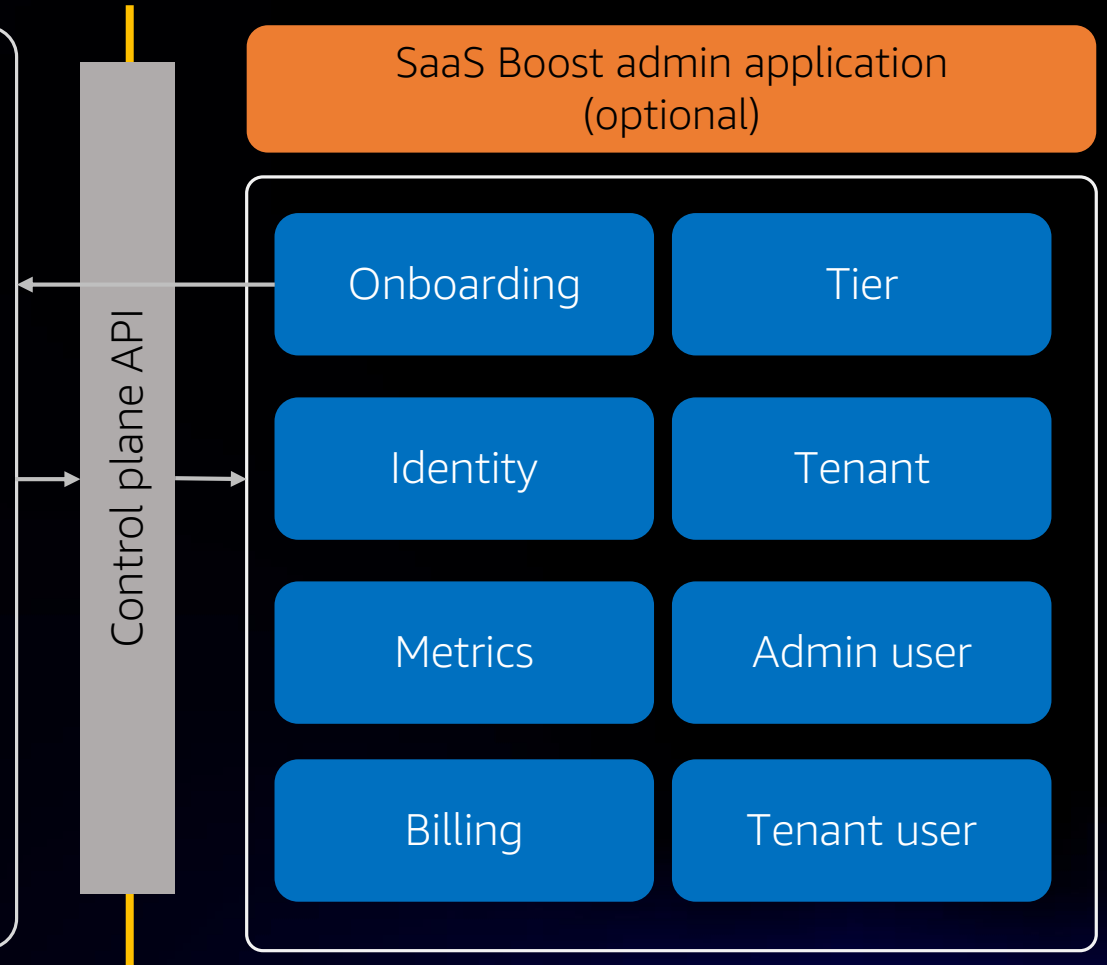 SaaS Boost admin application
(optional)
Control plane API
Onboarding
Tier
Identity
Tenant
Metrics
Admin user
Billing
Tenant user